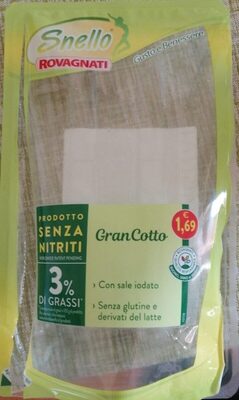 Snello
ROVAGNATI
Gusto e Benessere
PRODOTTO
SENZA
NITRITI
3%
DI GRASSI
GranCotto
€
1,69
› Con sale iodato
› Senza glutine e
derivati del latte